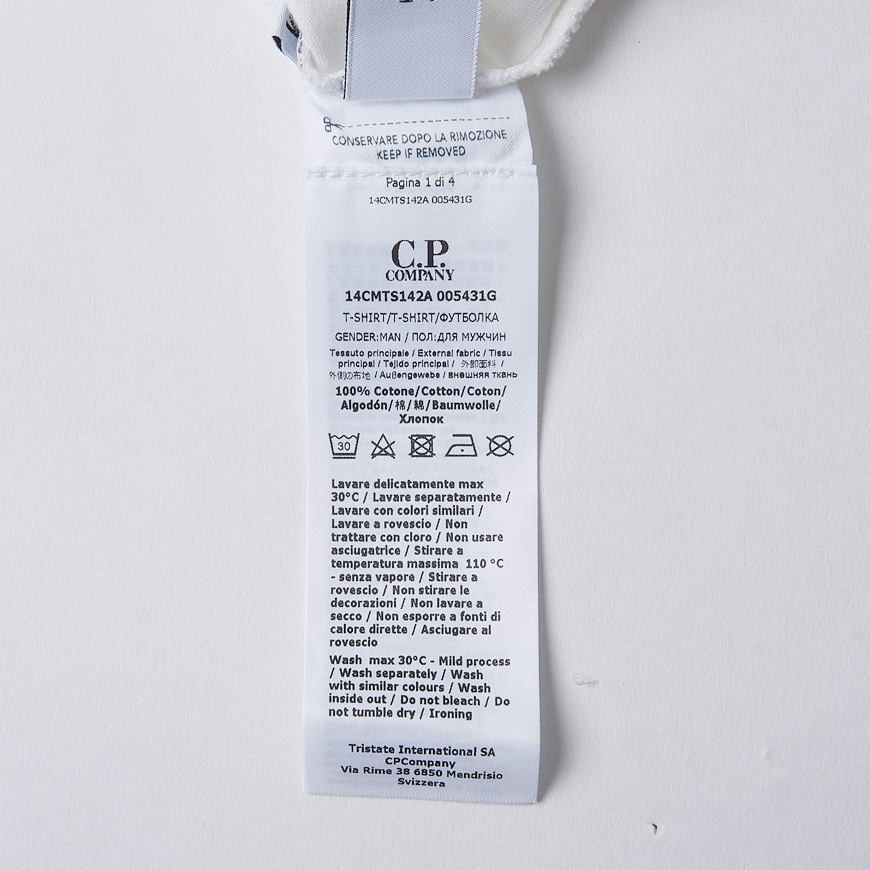 CONSERVARE DOPO LA RIMOZIONE
KEEP IF REMOVED
Pagina 1 di 4
14CMTS142A 005431G
C.P.
COMPANY
14CMTS142A 005431G
T-SHIRT/T-SHIRT/ФУТБОЛКА
GENDER:MAN / ПОЛ:ДЛЯ МУЖЧИН
Tessuto principale / External fabric / Tissu
principal / Tejido principal / 外部面料 /
外側の布地 / Außengewebe / внешняя ткань
100% Cotone/Cotton/Coton/
Algodón/棉/綿/Baumwolle/
Хлопок
30
Lavare delicatamente max
30°C / Lavare separatamente /
Lavare con colori similari /
Lavare a rovescio / Non
trattare con cloro / Non usare
asciugatrice / Stirare a
temperatura massima 110 °C
- senza vapore / Stirare a
rovescio / Non stirare le
decorazioni / Non lavare a
secco / Non esporre a fonti di
calore dirette / Asciugare al
rovescio
Wash max 30°C - Mild process
/ Wash separately / Wash
with similar colours / Wash
inside out / Do not bleach / Do
not tumble dry / Ironing
Tristate International SA
CPCompany
Via Rime 38 6850 Mendrisio
Svizzera